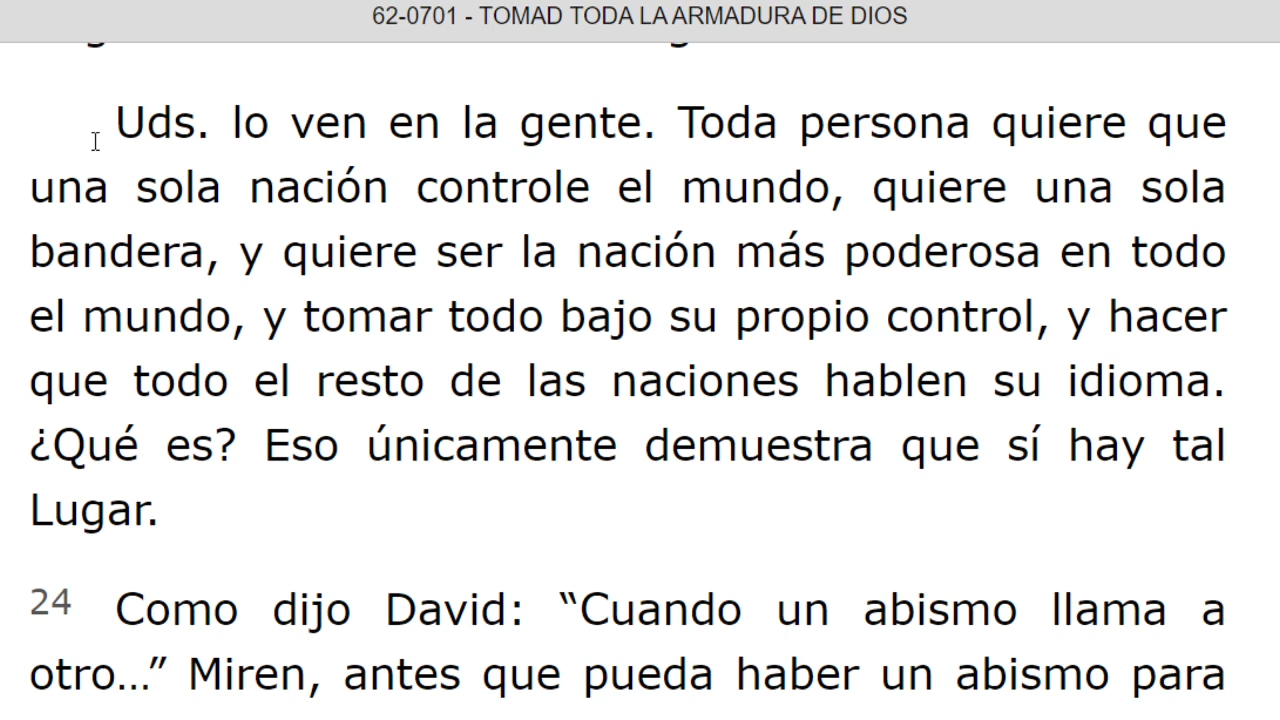 62-0701 - TOMAD TODA LA ARMADURA DE DIOS
Uds. lo ven en la gente. Toda persona quiere que
una sola nación controle el mundo, quiere una sola
bandera, y quiere ser la nación más poderosa en todo
el mundo, y tomar todo bajo su propio control, y hacer
que todo el resto de las naciones hablen su idioma.
¿Qué es? Eso únicamente demuestra que sí hay tal
Lugar.
24 Como dijo David: “Cuando un abismo llama a
otro…” Miren, antes que pueda haber un abismo para